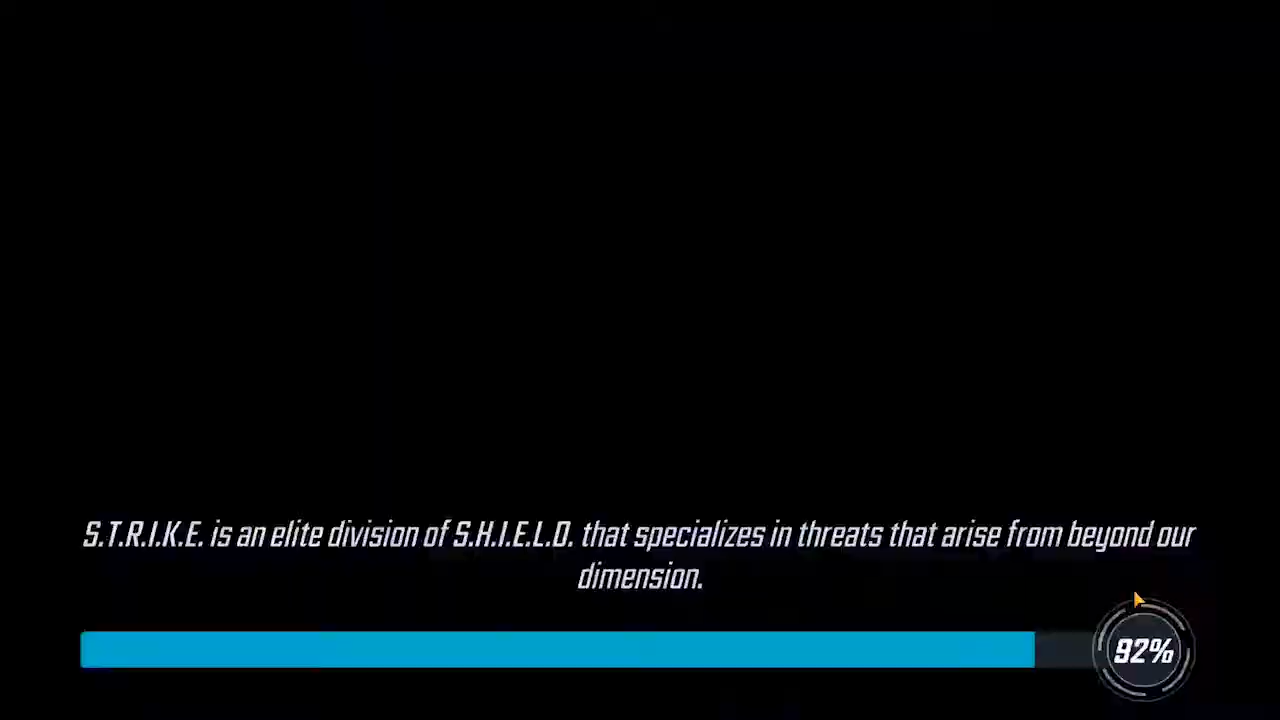 S.T.R.I.K.E. is an elite division of S.H.I.E.L.D. that specializes in threats that arise from beyond our
dimension.
92%